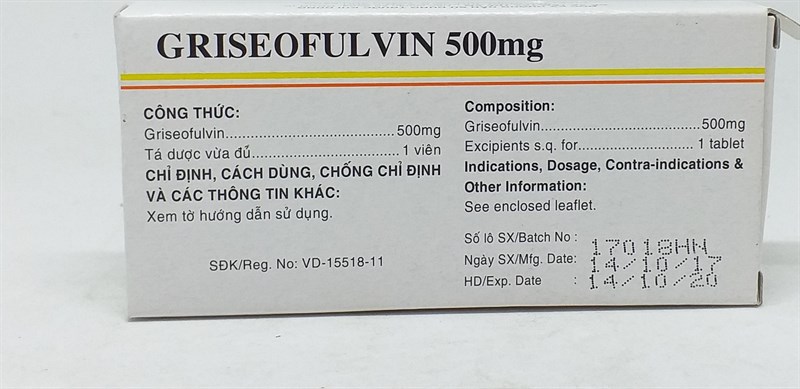 GRISEOFULVIN 500mg
CÔNG THỨC:
Griseofulvin....................................500mg
Tá dược vừa đủ................................1 viên
CHỈ ĐỊNH, CÁCH DÙNG, CHỐNG CHỈ ĐỊNH
VÀ CÁC THÔNG TIN KHÁC:
Xem tờ hướng dẫn sử dụng.
SĐK/Reg. No: VD-15518-11
Composition:
Griseofulvin....................................500mg
Excipients s.q. for..........................1 tablet
Indications, Dosage, Contra-indications &
Other Information:
See enclosed leaflet.
Số lô SX/Batch No : 17018HN
Ngày SX/Mfg. Date: 14/10/17
HD/Exp. Date : 14/10/20